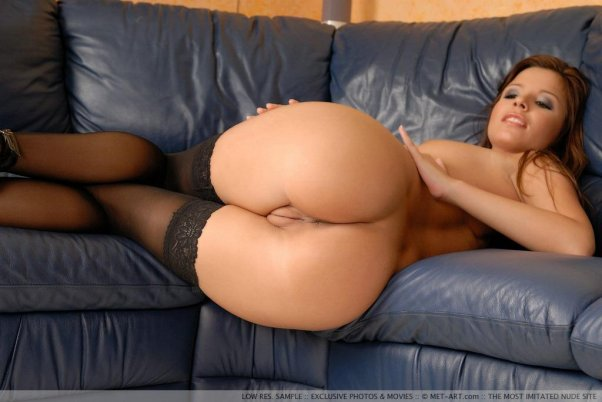 LOW RES. SAMPLE :: EXCLUSIVE PHOTOS & MOVIES :: © MET-ART.com :: THE MOST IMITATED NUDE SITE